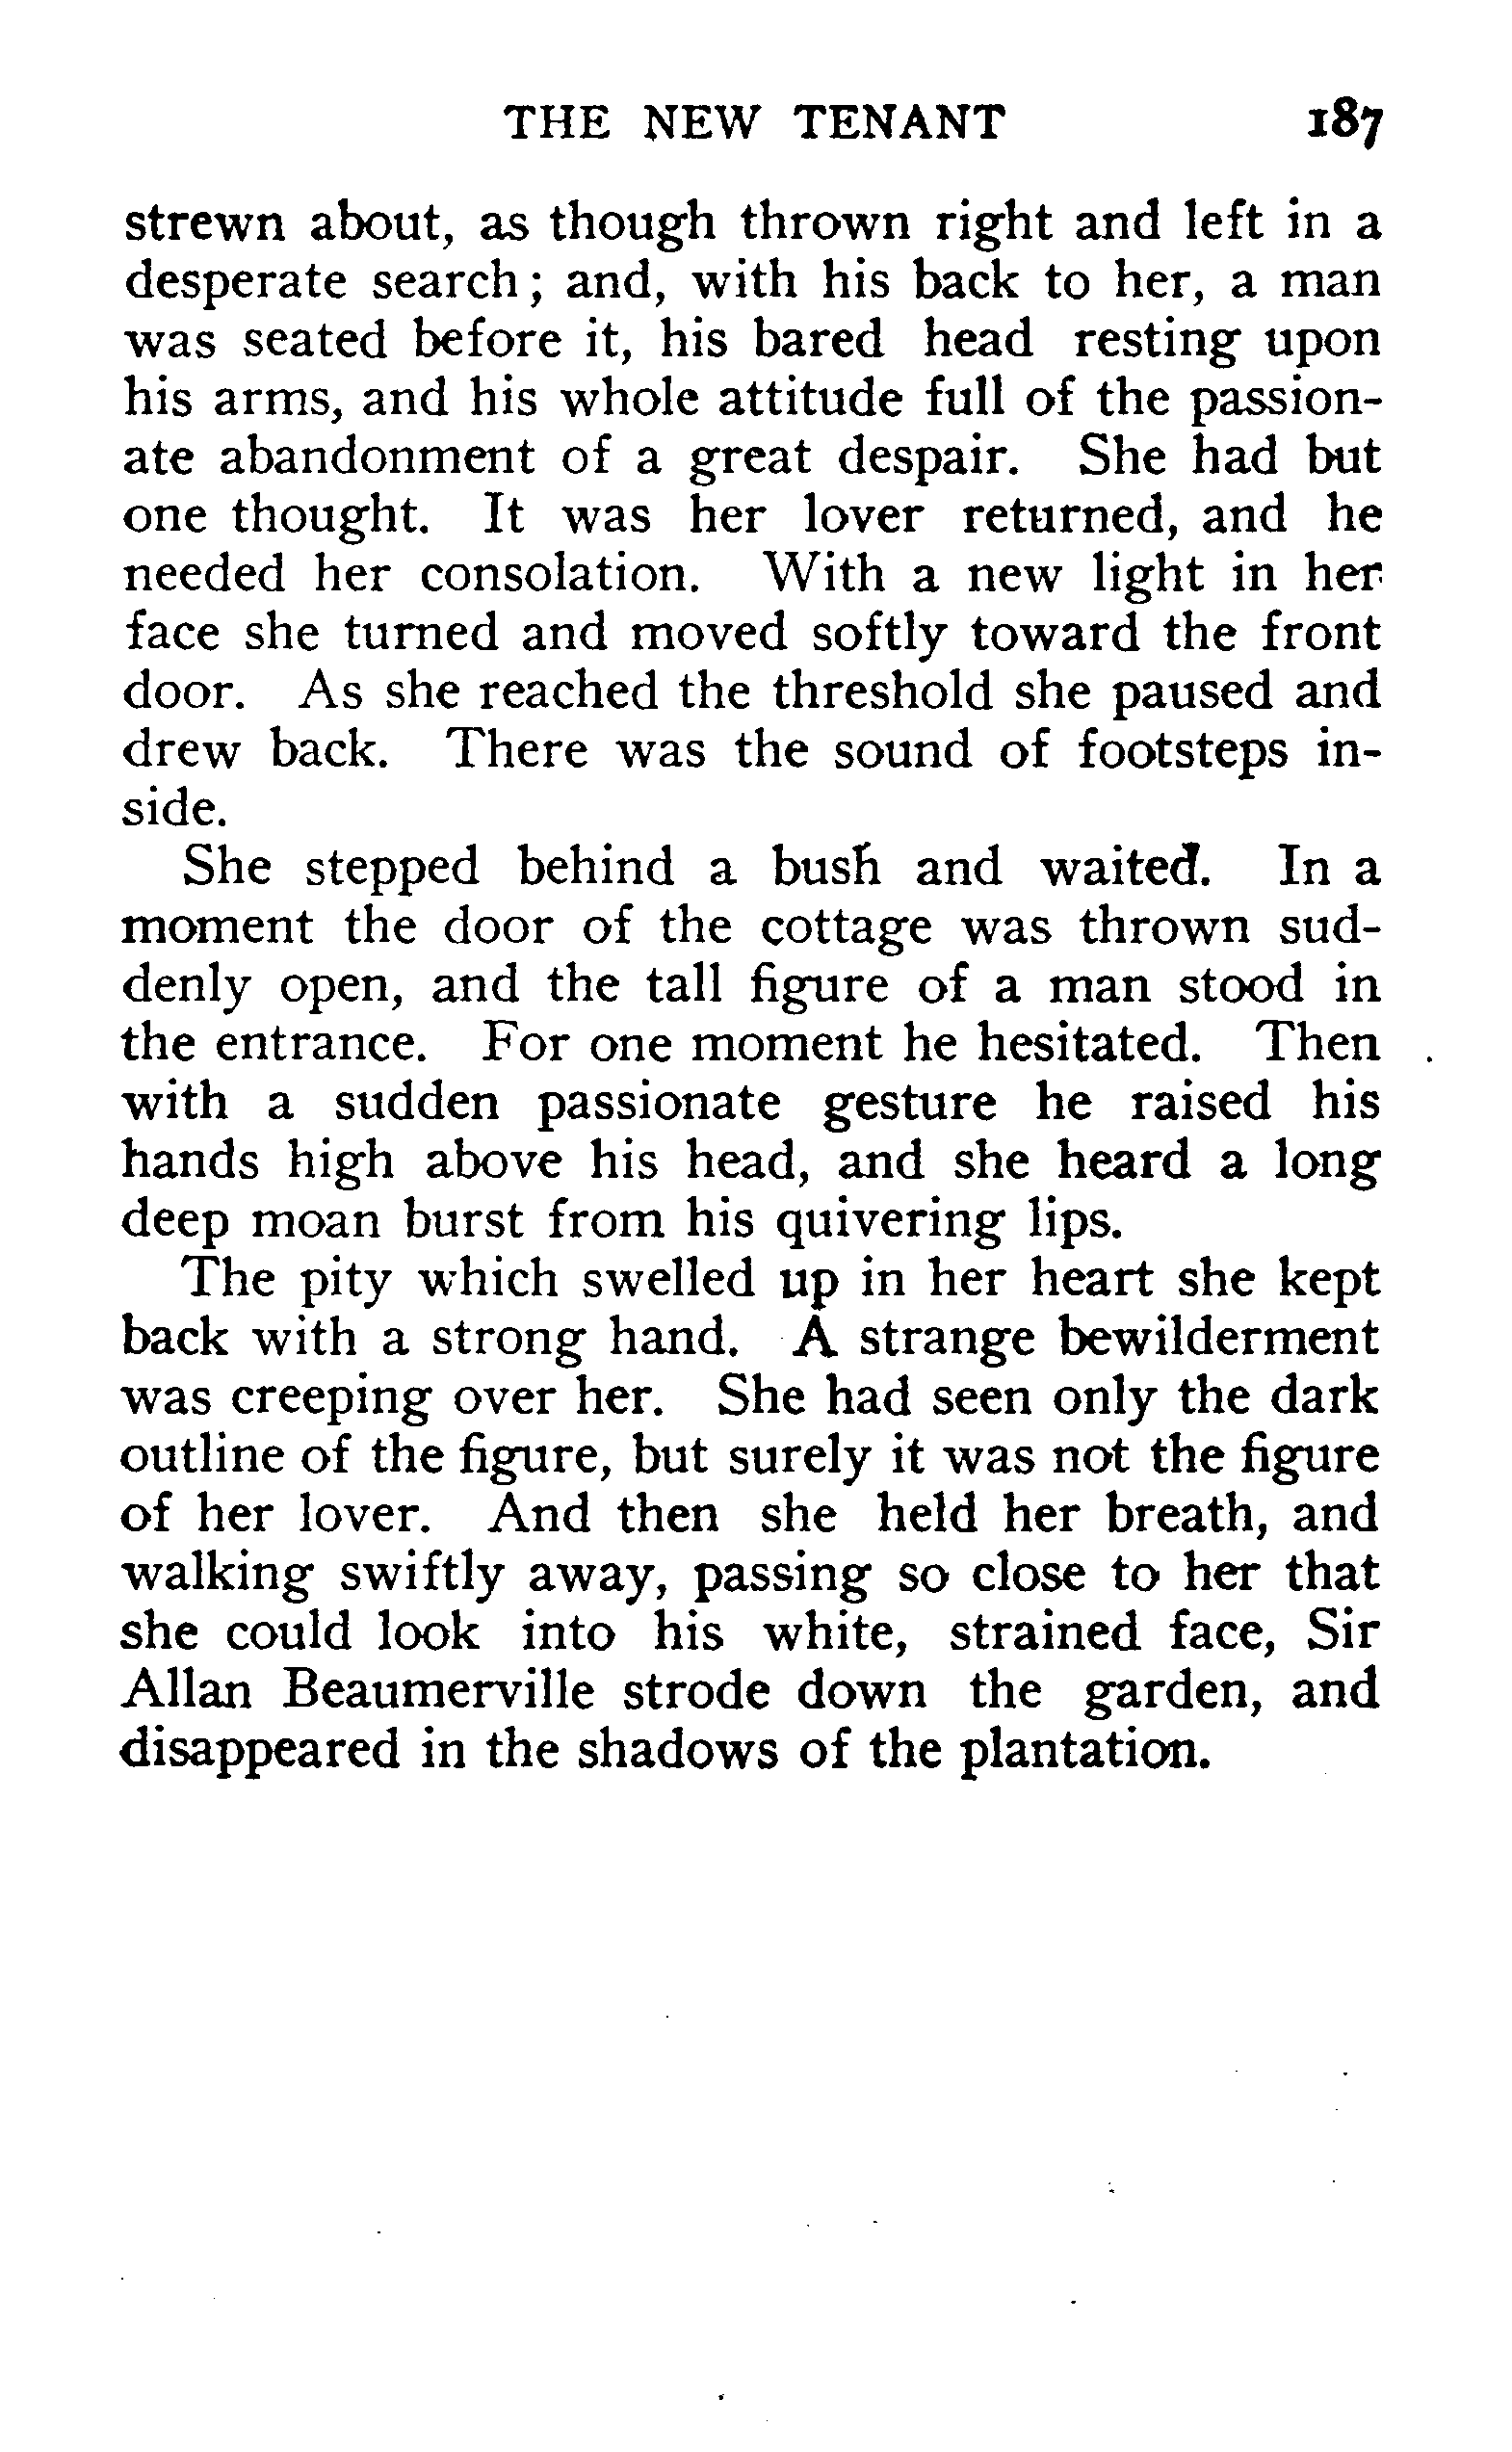 THE NEW TENANT 187
strewn about, as though thrown right and left in a
desperate search; and, with his back to her, a man
was seated before it, his bared head resting upon
his arms, and his whole attitude full of the passion-
ate abandonment of a great despair. She had but
one thought. It was her lover returned, and he
needed her consolation. With a new light in her
face she turned and moved softly toward the front
door. As she reached the threshold she paused and
drew back. There was the sound of footsteps in-
side.
She stepped behind a bush and waited. In a
moment the door of the cottage was thrown sud-
denly open, and the tall figure of a man stood in
the entrance. For one moment he hesitated. Then
with a sudden passionate gesture he raised his
hands high above his head, and she heard a long
deep moan burst from his quivering lips.
The pity which swelled up in her heart she kept
back with a strong hand. A strange bewilderment
was creeping over her. She had seen only the dark
outline of the figure, but surely it was not the figure
of her lover. And then she held her breath, and
walking swiftly away, passing so close to her that
she could look into his white, strained face, Sir
Allan Beaumerville strode down the garden, and
disappeared in the shadows of the plantation.